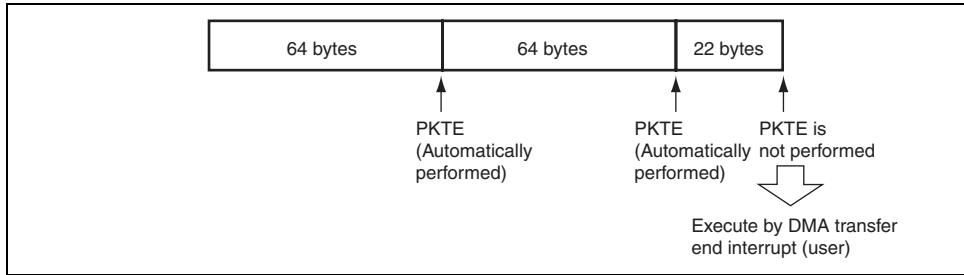 64 bytes
64 bytes
22 bytes
PKTE
(Automatically
performed)
PKTE
(Automatically
performed)
PKTE is
not performed
Execute by DMA transfer
end interrupt (user)